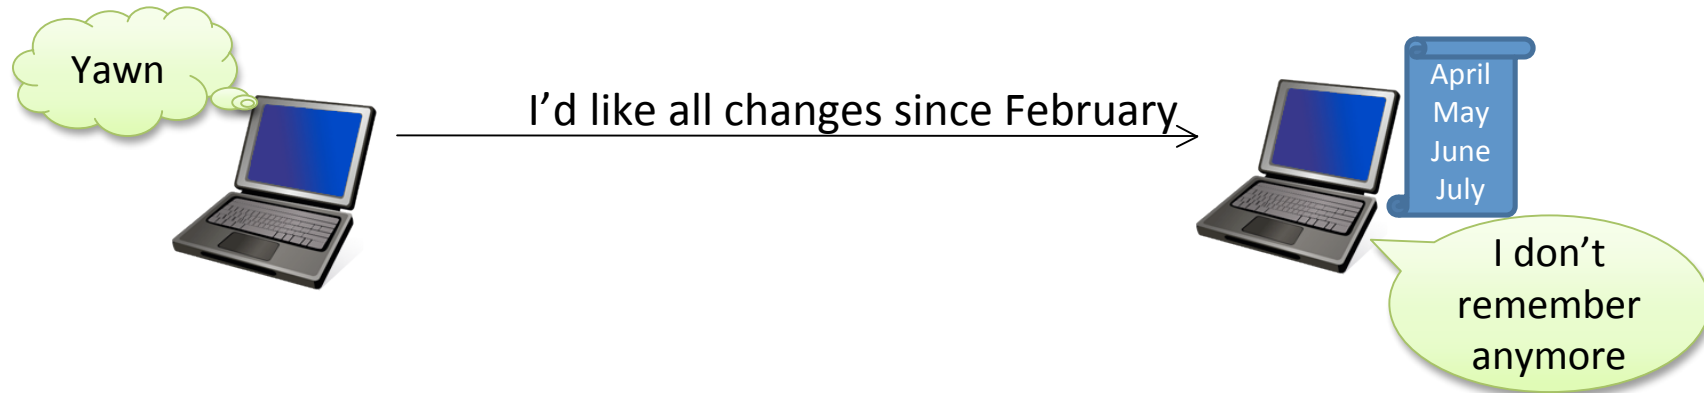 Yawn
I’d like all changes since February
April
May
June
July
I don’t
remember
anymore